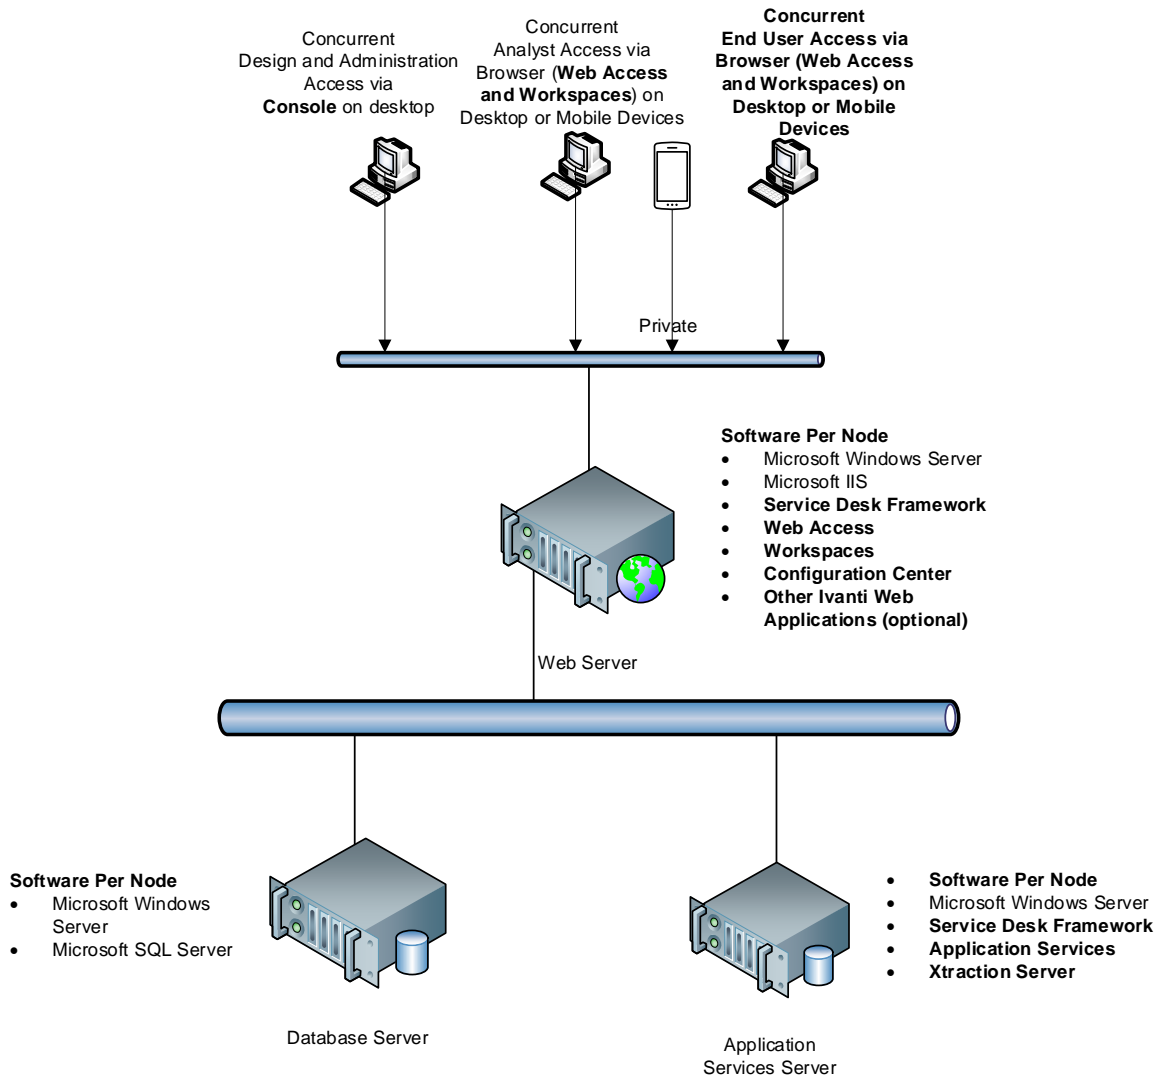 Concurrent
Design and Administration
Access via
Console on desktop
Concurrent
Analyst Access via
Browser (Web Access
and Workspaces) on
Desktop or Mobile Devices
Concurrent
End User Access via
Browser (Web Access
and Workspaces) on
Desktop or Mobile
Devices
Private
Software Per Node
• Microsoft Windows Server
• Microsoft IIS
• Service Desk Framework
• Web Access
• Workspaces
• Configuration Center
• Other Ivanti Web
Applications (optional)
Web Server
Software Per Node
• Microsoft Windows
Server
• Microsoft SQL Server
Database Server
• Software Per Node
• Microsoft Windows Server
• Service Desk Framework
• Application Services
• Xtraction Server
Application
Services Server